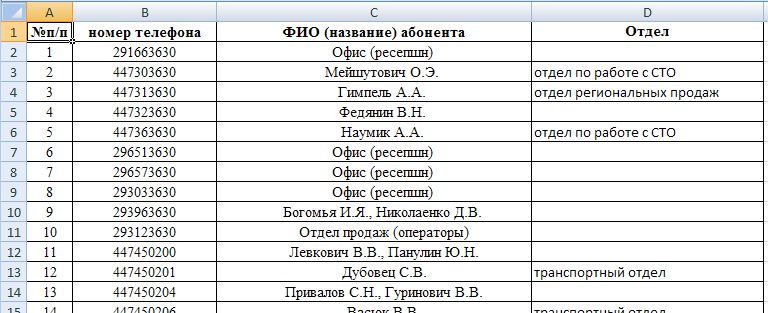 A B C D
1 №п/п номер телефона ФИО (название) абонента Отдел
2 1 291663630 Офис (ресепшн)
3 2 447303630 Мейшутович О.Э. отдел по работе с СТО
4 3 447313630 Гимпель А.А. отдел региональных продаж
5 4 447323630 Федянин В.Н.
6 5 447363630 Наумик А.А. отдел по работе с СТО
7 6 296513630 Офис (ресепшн)
8 7 296573630 Офис (ресепшн)
9 8 293033630 Офис (ресепшн)
10 9 293963630 Богомья И.Я., Николаенко Д.В.
11 10 293123630 Отдел продаж (операторы)
12 11 447450200 Левкович В.В., Панулин Ю.Н.
13 12 447450201 Дубовец С.В. транспортный отдел
14 13 447450204 Привалов С.Н., Гуринович В.В.
15 14 447450206 Васюк В.В. транспортный отдел